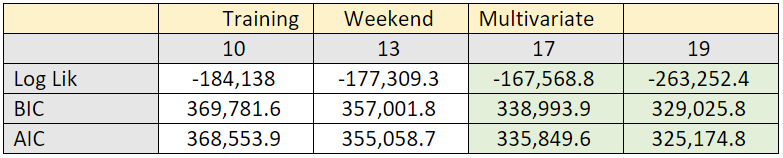 Training Weekend Multivariate
10 13 17 19
Log Lik -184,138 -177,309.3 -167,568.8 -263,252.4
BIC 369,781.6 357,001.8 338,993.9 329,025.8
AIC 368,553.9 355,058.7 335,849.6 325,174.8